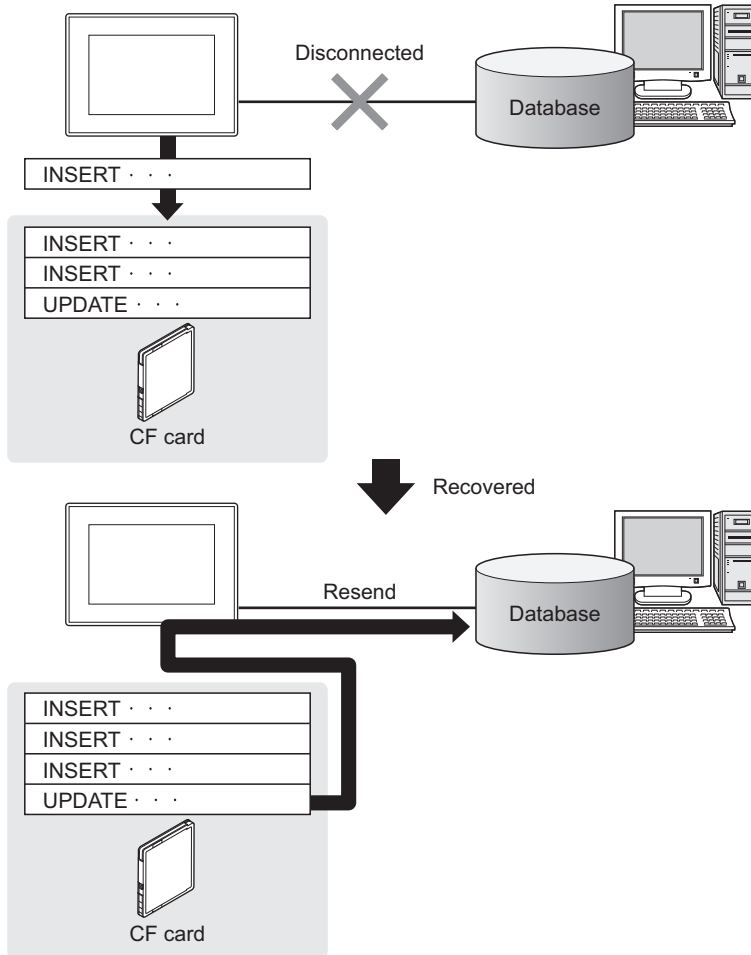 Disconnected
Database
INSERT · · ·
INSERT · · ·
INSERT · · ·
UPDATE · · ·
CF card
Recovered
Resend
Database
INSERT · · ·
INSERT · · ·
INSERT · · ·
UPDATE · · ·
CF card